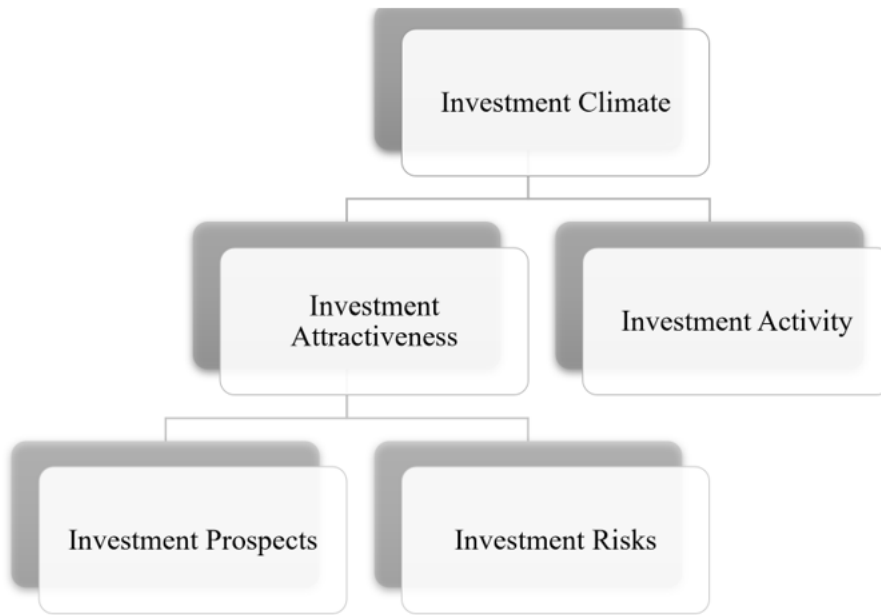 Investment Climate
Investment
Attractiveness
Investment Activity
Investment Prospects
Investment Risks